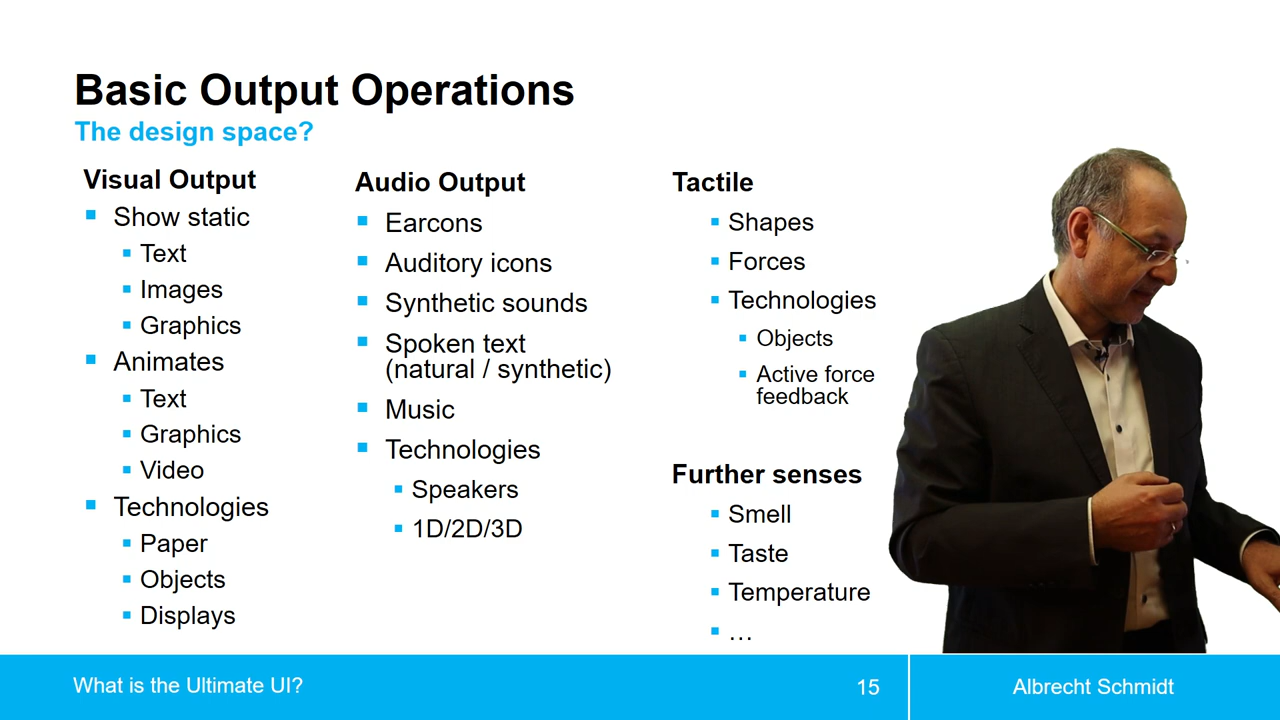 Basic Output Operations
The design space?
Visual Output
Show static
Text
Images
Graphics
Animates
Text
Graphics
Video
Technologies
Paper
Objects
Displays
Audio Output
Earcons
Auditory icons
Synthetic sounds
Spoken text
(natural / synthetic)
Music
Technologies
Speakers
1D/2D/3D
Tactile
Shapes
Forces
Technologies
Objects
Active force
feedback
Further senses
Smell
Taste
Temperature
…
What is the Ultimate UI?
15
Albrecht Schmidt